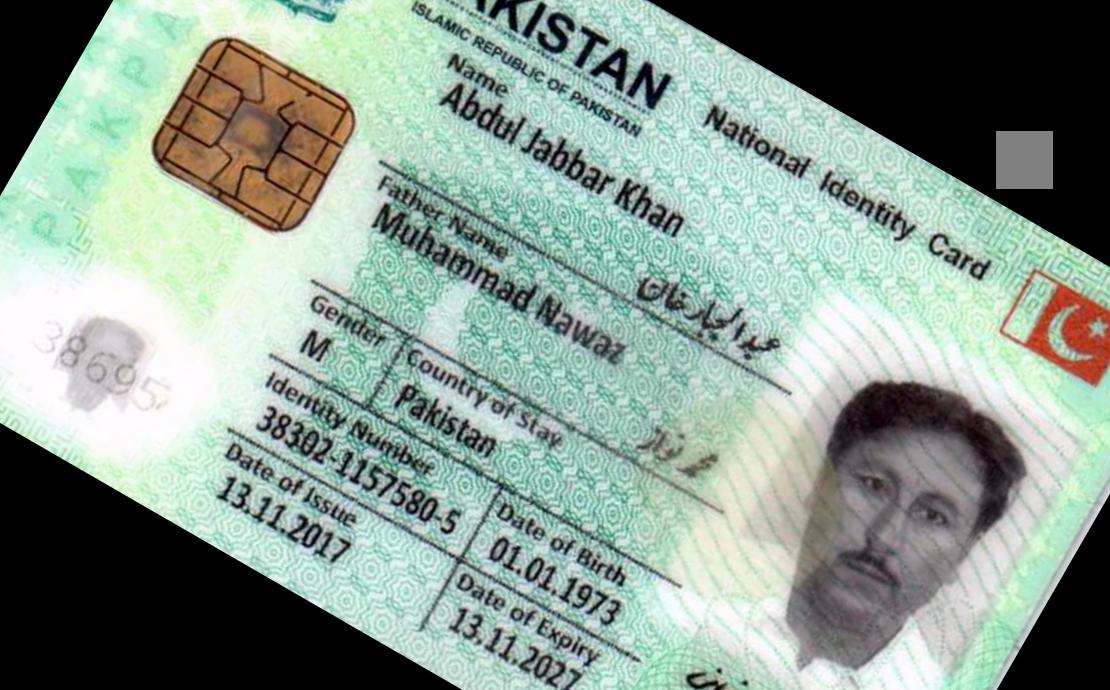 PAKISTAN
ISLAMIC REPUBLIC OF PAKISTAN
National Identity Card
Name
Abdul Jabbar Khan
عبدالجبار خان
Father Name
Muhammad Nawaz
محمد نواز
Gender
M
Country of Stay
Pakistan
Identity Number
38302-1157580-5
Date of Birth
01.01.1973
Date of Issue
13.11.2017
Date of Expiry
13.11.2027
PAKPA
38695